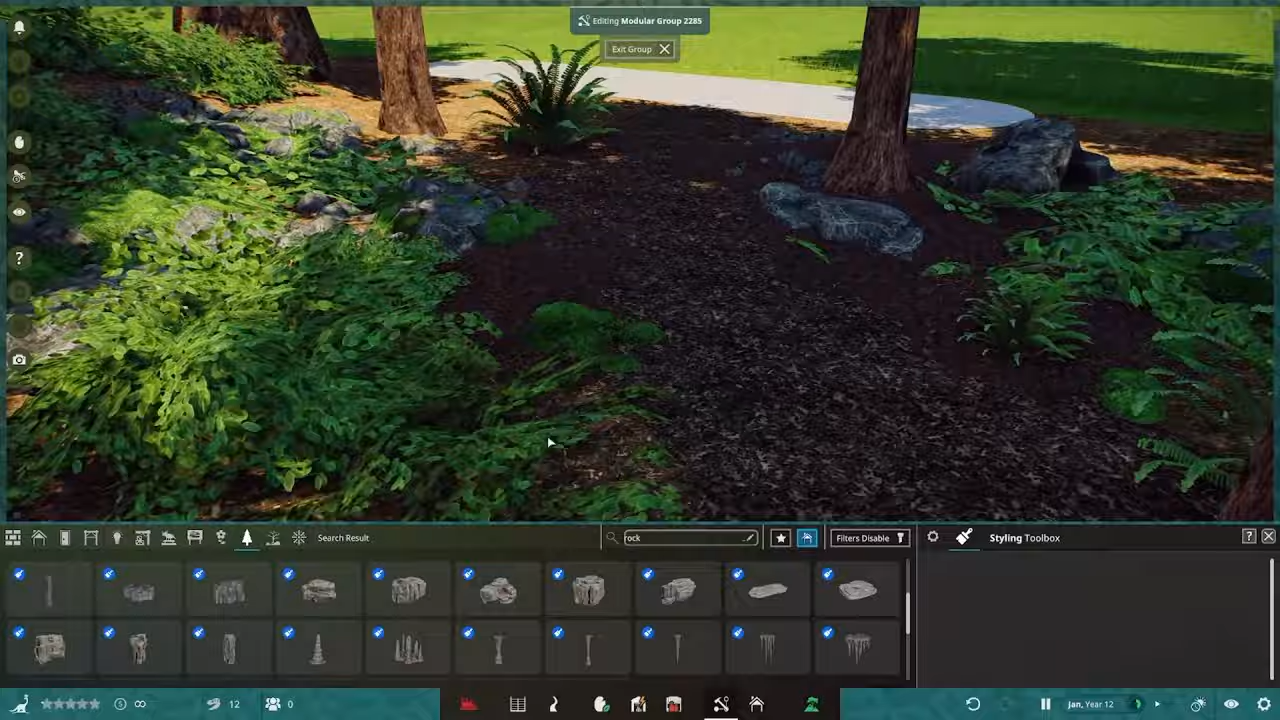 Editing Modular Group 2285
Exit Group
?
Search Result
rock
Filters Disable
Styling Toolbox
?
12
0
Jan, Year 12